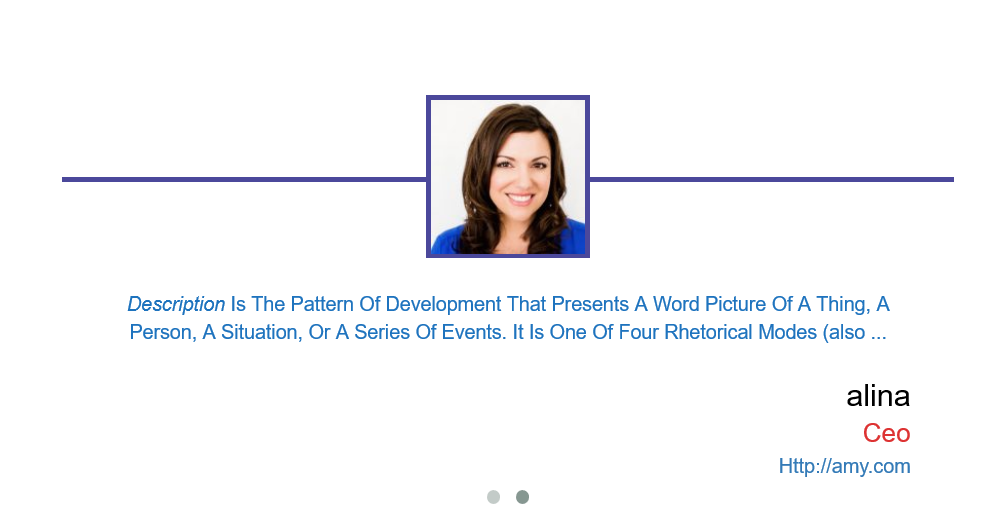 Description Is The Pattern Of Development That Presents A Word Picture Of A Thing, A
Person, A Situation, Or A Series Of Events. It Is One Of Four Rhetorical Modes (also ...
alina
Ceo
Http://amy.com